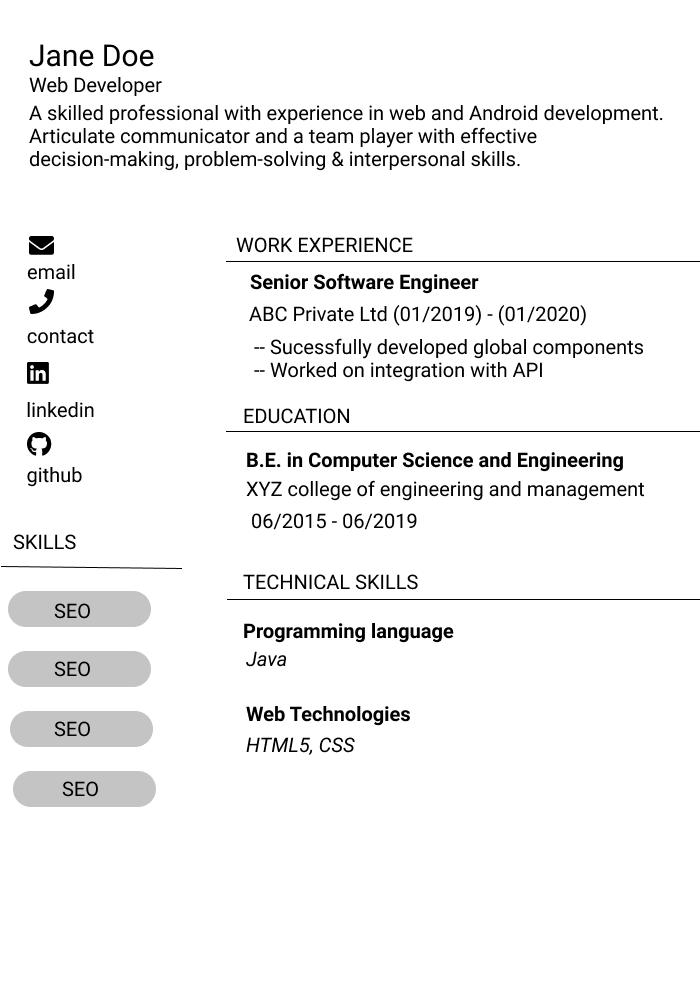 Jane Doe
Web Developer
A skilled professional with experience in web and Android development.
Articulate communicator and a team player with effective
decision-making, problem-solving & interpersonal skills.
email
contact
in
linkedin
github
SKILLS
SEO
SEO
SEO
SEO
WORK EXPERIENCE
Senior Software Engineer
ABC Private Ltd (01/2019) - (01/2020)
-- Sucessfully developed global components
-- Worked on integration with API
EDUCATION
B.E. in Computer Science and Engineering
XYZ college of engineering and management
06/2015 - 06/2019
TECHNICAL SKILLS
Programming language
Java
Web Technologies
HTML5, CSS